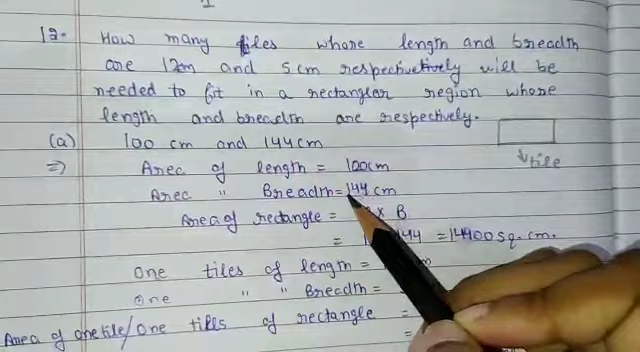 12. How many tiles whose length and breadth
are 12cm and 5cm respectively will be
needed to fit in a rectangler region whose
length and breadth are respectively.
(a) 100 cm and 144cm
tile
⇒ Area of length = 100cm
Area " Breadth = 144 cm
Area of rectangle = × B
= 144 = 14400 sq. cm.
One tiles of length =
One " " Breadth =
Area of one tile/One tiles of rectangle =
=